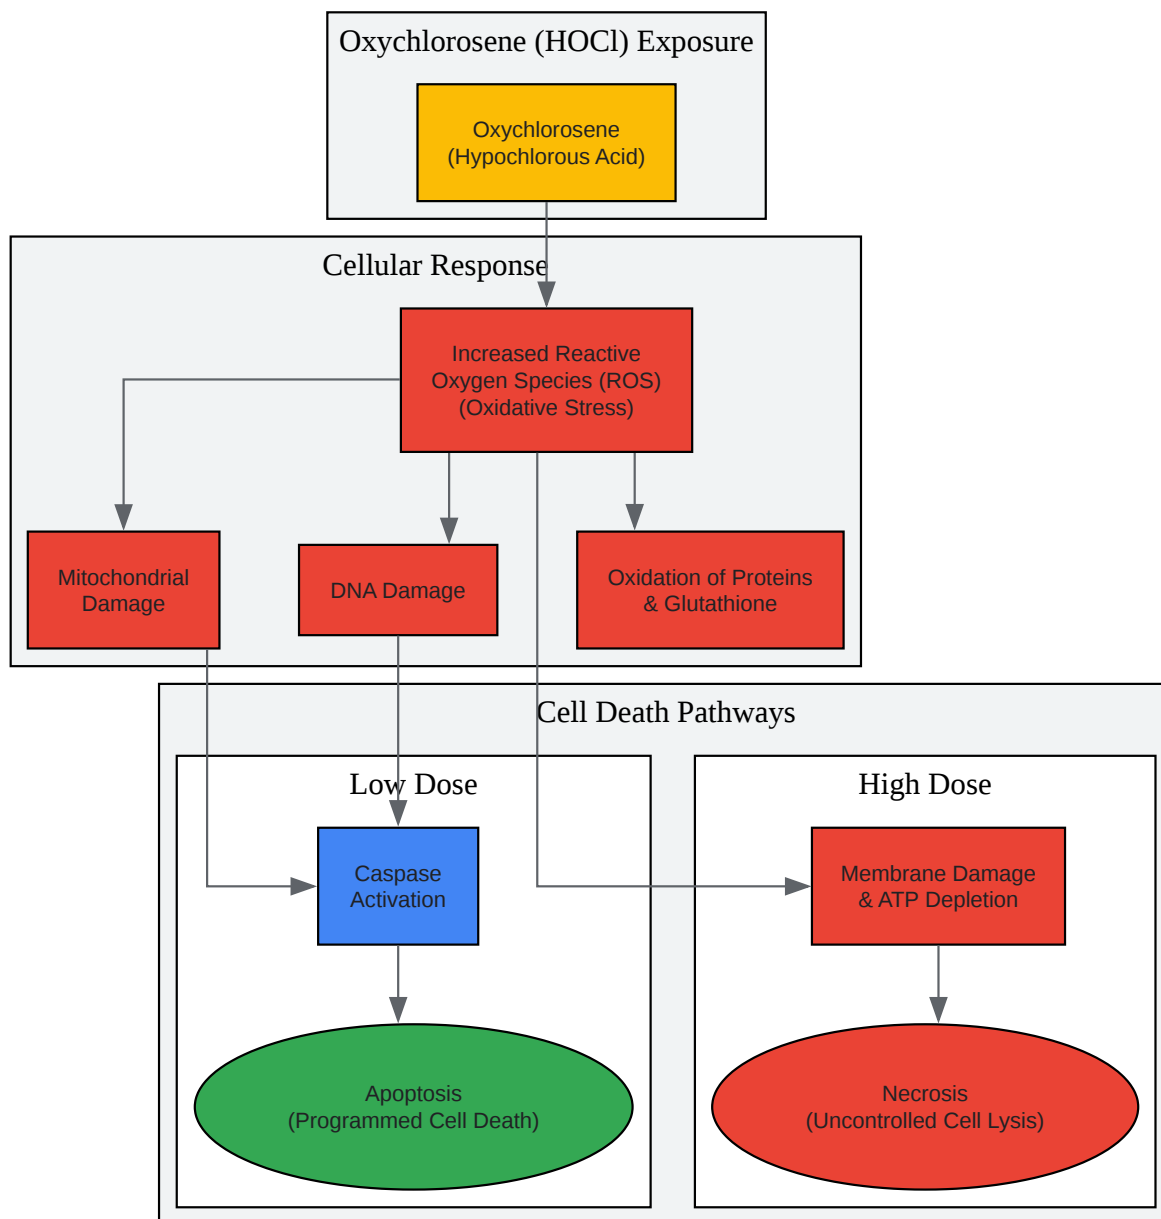 Oxychlorosene (HOCl) Exposure
Oxychlorosene
(Hypochlorous Acid)
Cellular Response
Increased Reactive
Oxygen Species (ROS)
(Oxidative Stress)
Mitochondrial
Damage
DNA Damage
Oxidation of Proteins
& Glutathione
Cell Death Pathways
Low Dose
High Dose
Caspase
Activation
Membrane Damage
& ATP Depletion
Apoptosis
(Programmed Cell Death)
Necrosis
(Uncontrolled Cell Lysis)